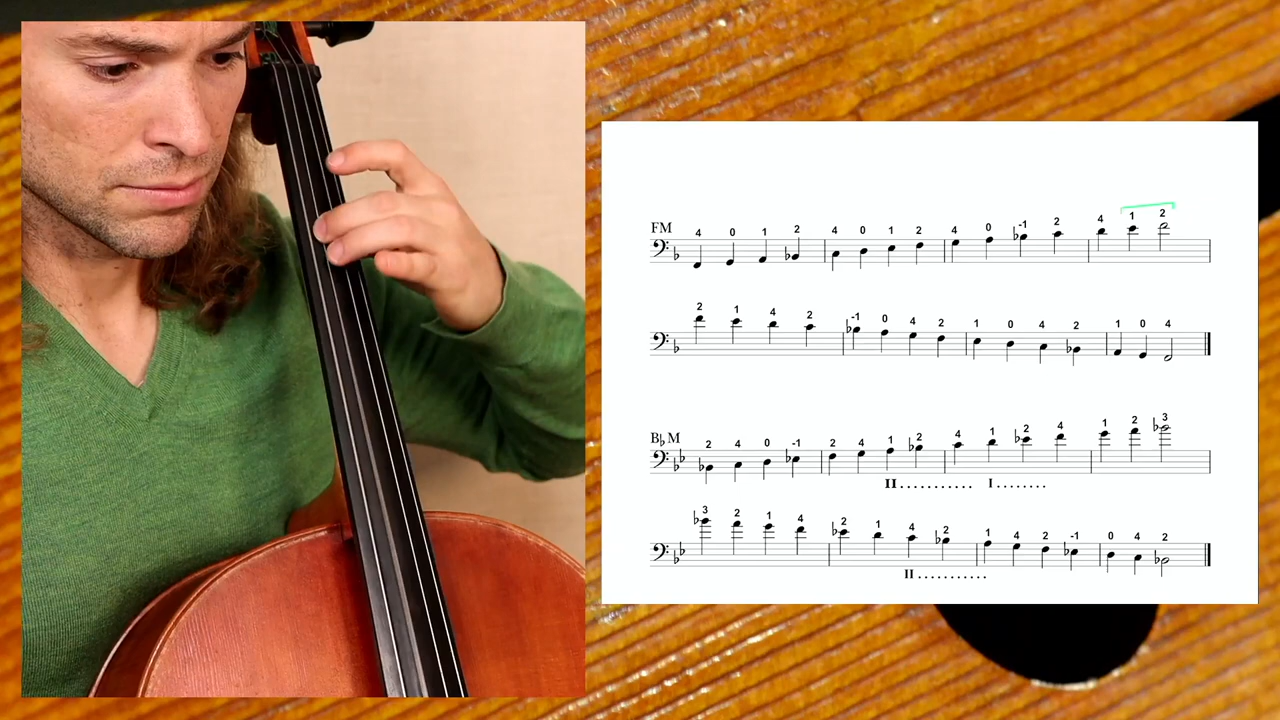 FM
4 0 1 2 4 0 1 2 4 0 -1 2 4 1 2
2 1 4 2 -1 0 4 2 1 0 4 2 1 0 4
B♭M
2 4 0 -1 2 4 1 2 4 1 2 4 1 2 3
II........... I........
3 2 1 4 2 1 4 2 1 4 2 -1 0 4 2
II...........